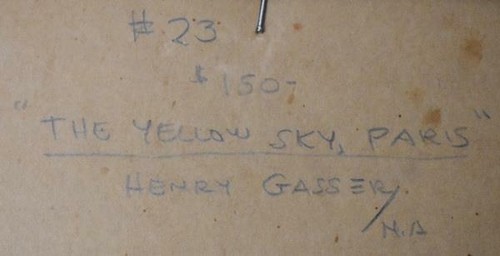 # 23
$150-
"THE YELLOW SKY, PARIS"
HENRY GASSER/
N.A